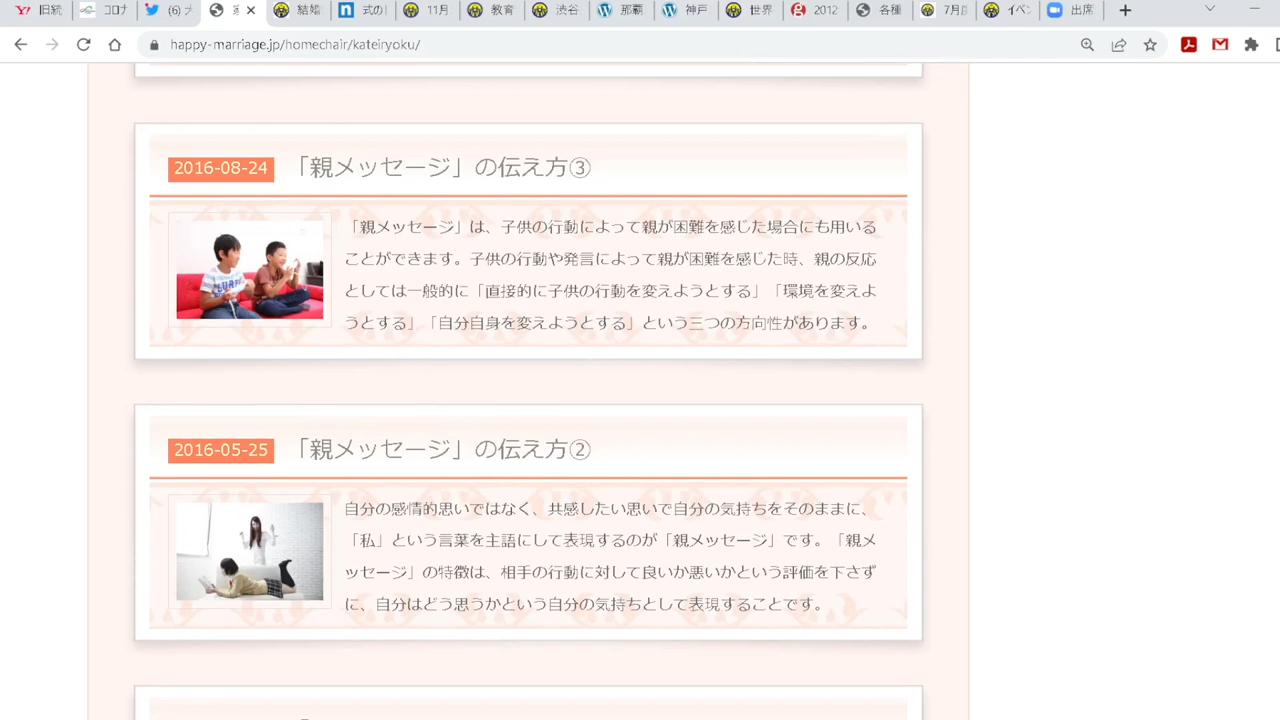 旧統
コロナ
(6) ナ
結婚
式の
11月
教育
渋谷
那覇
神戸
世界
2012
各種
7月
イベン
出席
happy-marriage.jp/homechair/kateiryoku/
2016-08-24
「親メッセージ」の伝え方③
「親メッセージ」は、子供の行動によって親が困難を感じた場合にも用いる
ことができます。子供の行動や発言によって親が困難を感じた時、親の反応
としては一般的に「直接的に子供の行動を変えようとする」「環境を変えよ
うとする」「自分自身を変えようとする」という三つの方向性があります。
2016-05-25
「親メッセージ」の伝え方②
自分の感情的思いではなく、共感したい思いで自分の気持ちをそのままに、
「私」という言葉を主語にして表現するのが「親メッセージ」です。「親メ
ッセージ」の特徴は、相手の行動に対して良いか悪いかという評価を下さず
に、自分はどう思うかという自分の気持ちとして表現することです。